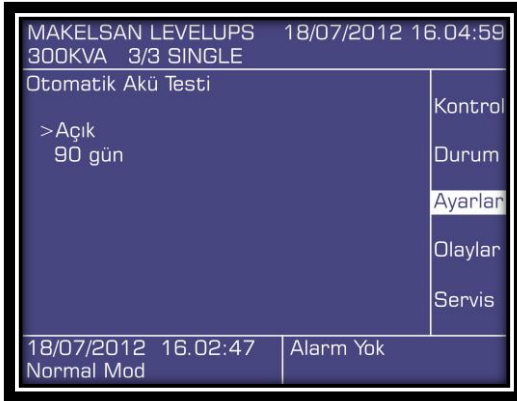 MAKELSAN LEVELUPS 18/07/2012 16.04:59
300KVA 3/3 SINGLE
Otomatik Akü Testi
>Açık
90 gün
Kontrol
Durum
Ayarlar
Olaylar
Servis
18/07/2012 16.02:47 Alarm Yok
Normal Mod